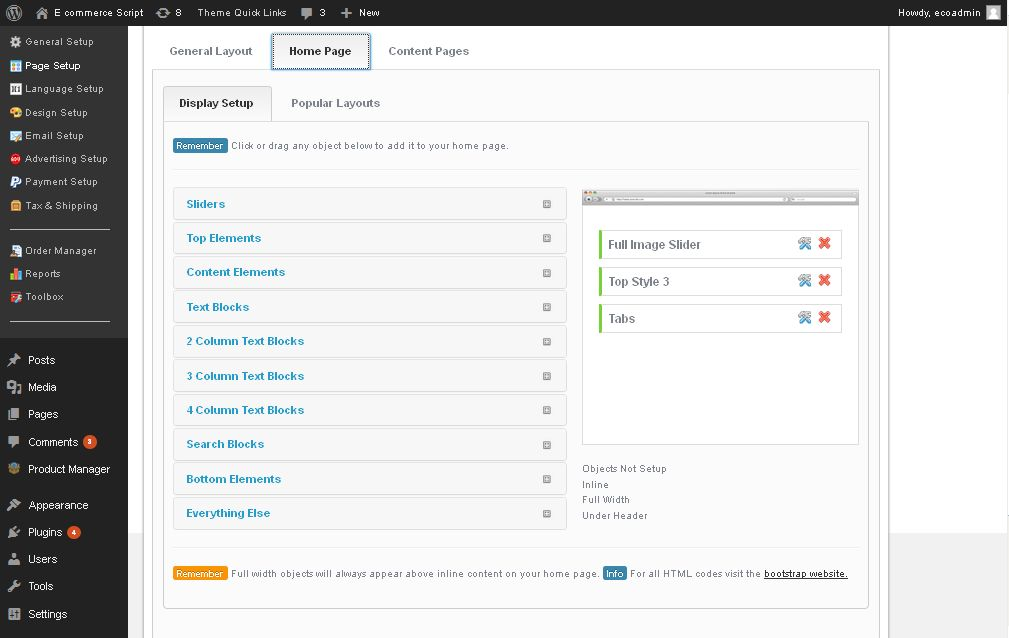 E commerce Script 8 Theme Quick Links 3 New Howdy, ecoadmin
General Setup
Page Setup
Language Setup
Design Setup
Email Setup
Advertising Setup
Payment Setup
Tax & Shipping
Order Manager
Reports
Toolbox
Posts
Media
Pages
Comments 3
Product Manager
Appearance
Plugins 4
Users
Tools
Settings
General Layout Home Page Content Pages
Display Setup Popular Layouts
Remember Click or drag any object below to add it to your home page.
Sliders
Top Elements
Content Elements
Text Blocks
2 Column Text Blocks
3 Column Text Blocks
4 Column Text Blocks
Search Blocks
Bottom Elements
Everything Else
Full Image Slider
Top Style 3
Tabs
Objects Not Setup
Inline
Full Width
Under Header
Remember Full width objects will always appear above inline content on your home page. Info For all HTML codes visit the bootstrap website.